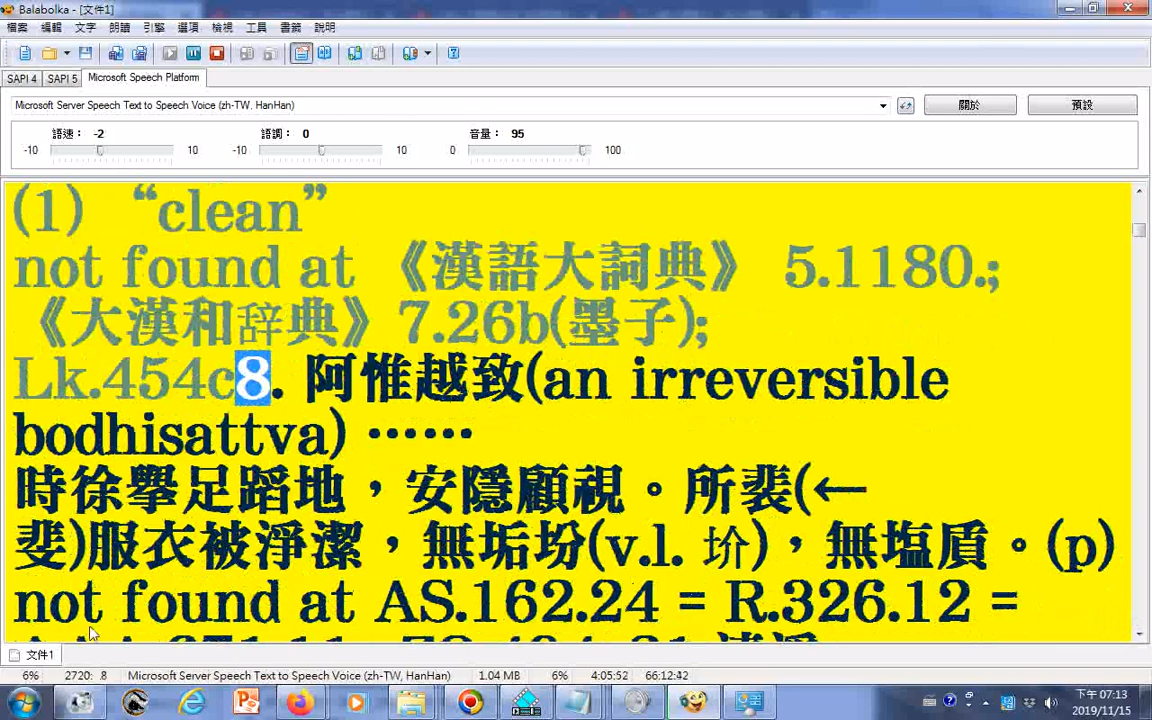 Balabolka - [文件1]
檔案 編輯 文字 朗讀 引擎 選項 檢視 工具 書籤 說明
SAPI 4 SAPI 5 Microsoft Speech Platform
Microsoft Server Speech Text to Speech Voice (zh-TW, HanHan) 關於 預設
語速： -2 語調： 0 音量： 95
-10 10 -10 10 0 100
(1) “clean”
not found at 《漢語大詞典》 5.1180.;
《大漢和辞典》7.26b(墨子);
Lk.454c8. 阿惟越致(an irreversible
bodhisattva) ……
時徐擧足蹈地，安隱顧視。所裴(←
斐)服衣被淨潔，無垢坋(v.l. 坋)，無塩盾。(p)
not found at AS.162.24 = R.326.12 =
文件1
6% 2720: 8 Microsoft Server Speech Text to Speech Voice (zh-TW, HanHan) 1.04 MB 6% 4:05:52 66:12:42
下午 07:13
2019/11/15